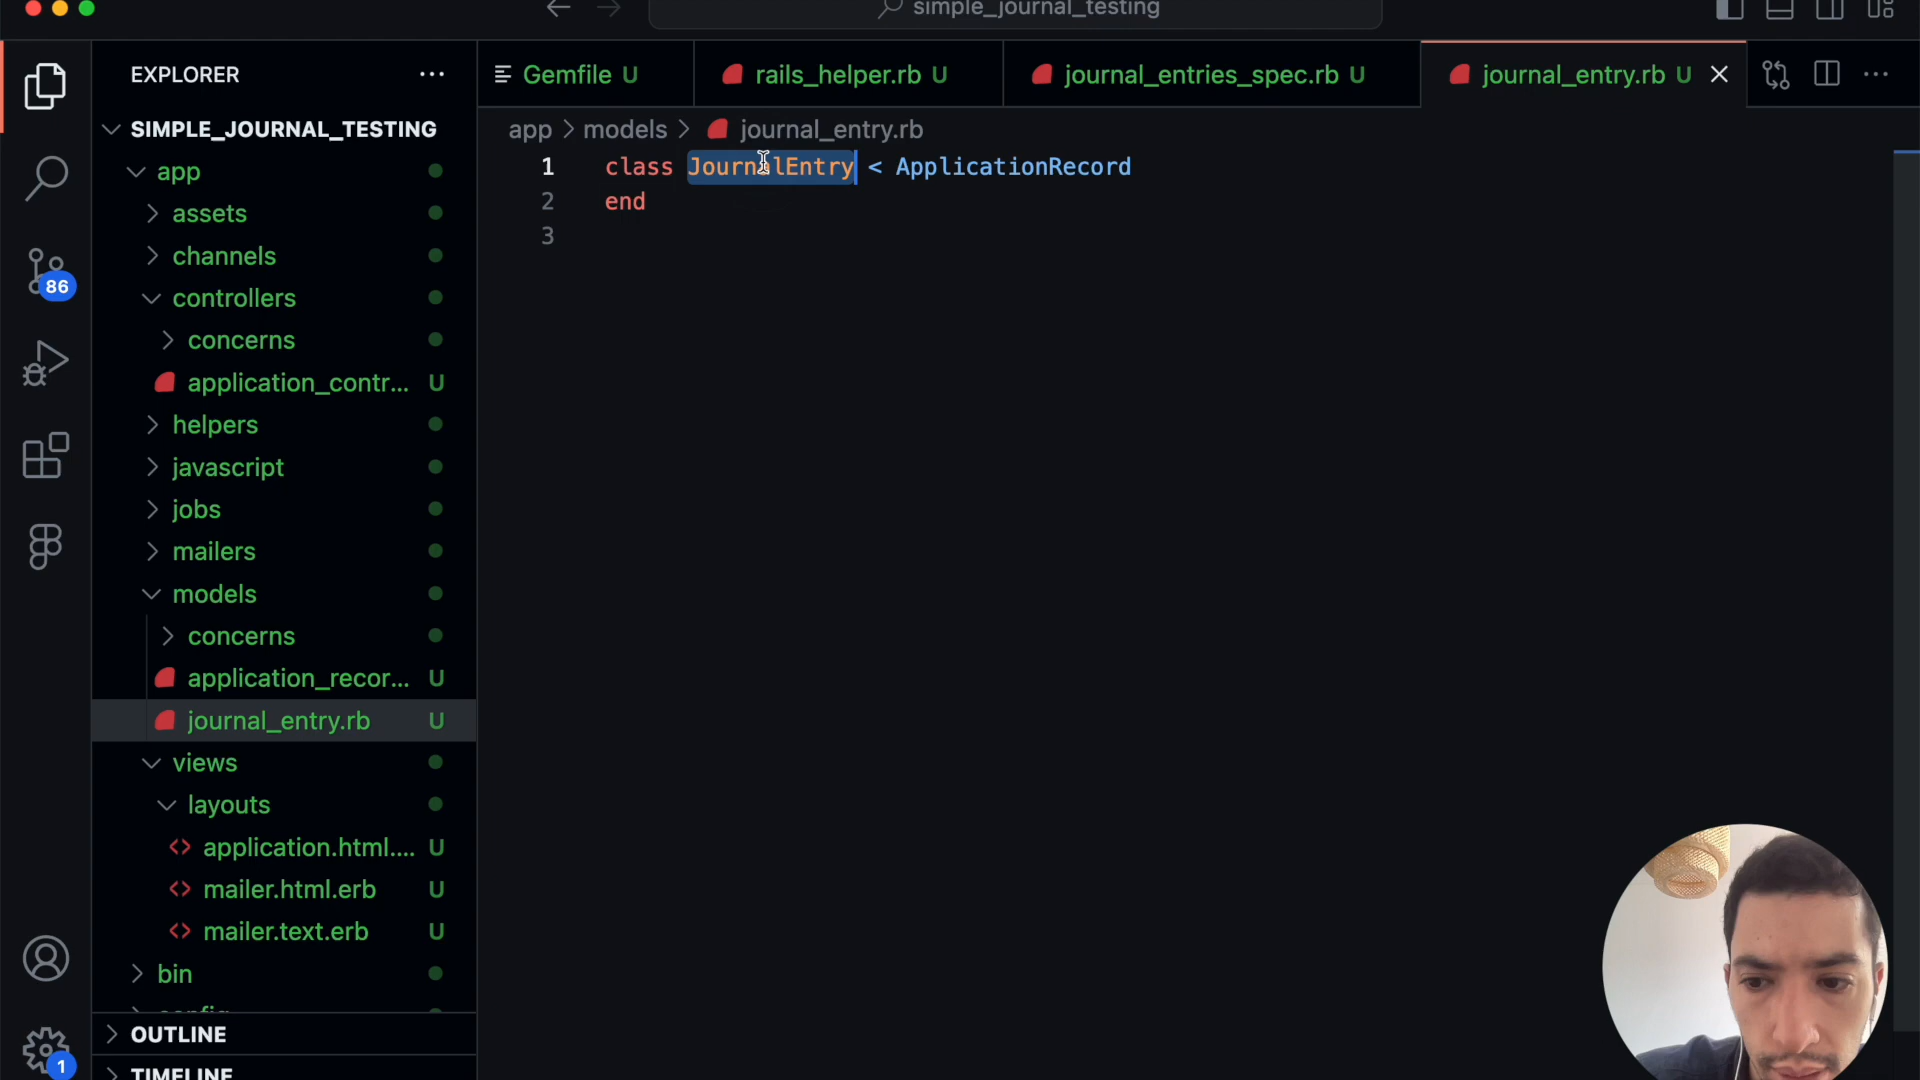 simple_journal_testing
EXPLORER
Gemfile U
rails_helper.rb U
journal_entries_spec.rb U
journal_entry.rb U
SIMPLE_JOURNAL_TESTING
app > models > journal_entry.rb
1 class JournalEntry < ApplicationRecord
2 end
3
app
assets
channels
controllers
concerns
application_contr... U
helpers
javascript
jobs
mailers
models
concerns
application_recor... U
journal_entry.rb U
views
layouts
application.html.... U
mailer.html.erb U
mailer.text.erb U
bin
config
OUTLINE
TIMELINE
86
1